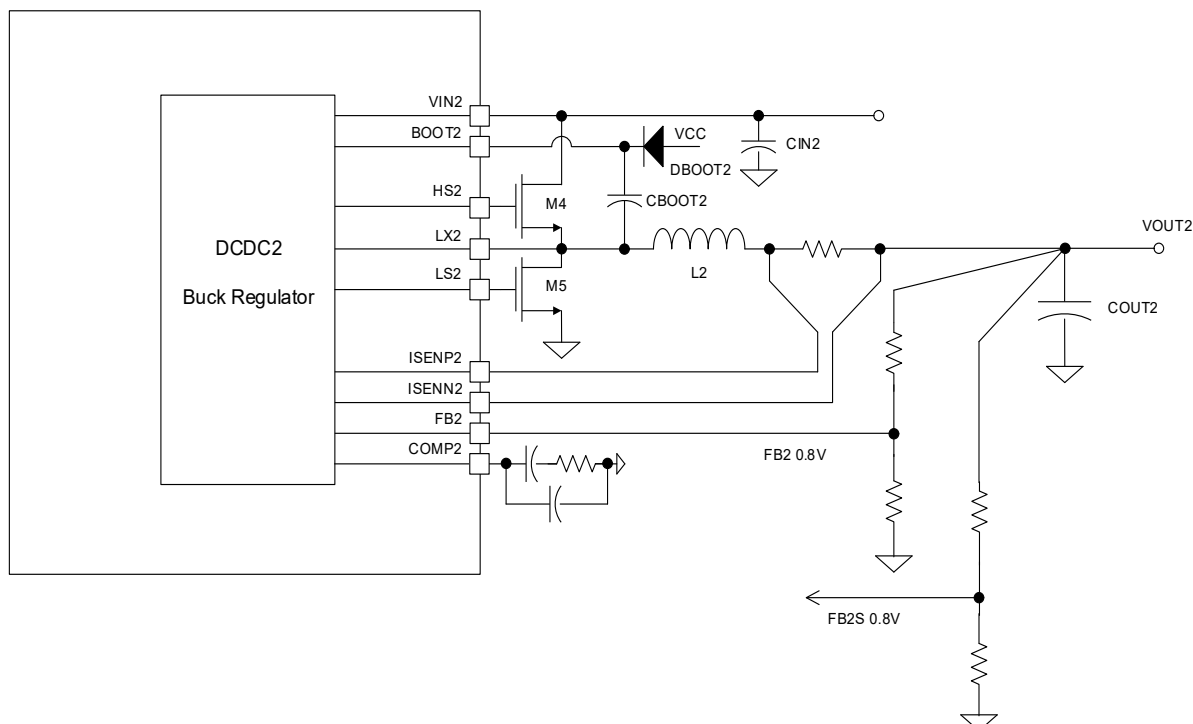 VIN2
BOOT2
VCC
CIN2
DBOOT2
HS2
M4
CBOOT2
VOUT2
DCDC2
LX2
Buck Regulator
LS2
M5
L2
COUT2
ISENP2
ISENN2
FB2
FB2 0.8V
COMP2
FB2S 0.8V